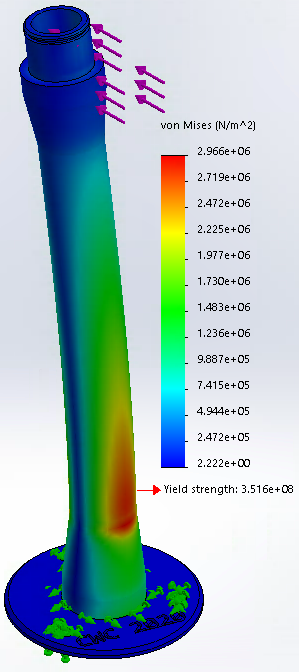 von Mises (N/m^2)
2.966e+06
2.719e+06
2.472e+06
2.225e+06
1.977e+06
1.730e+06
1.483e+06
1.236e+06
9.887e+05
7.415e+05
4.944e+05
2.472e+05
2.222e+00
Yield strength: 3.516e+08